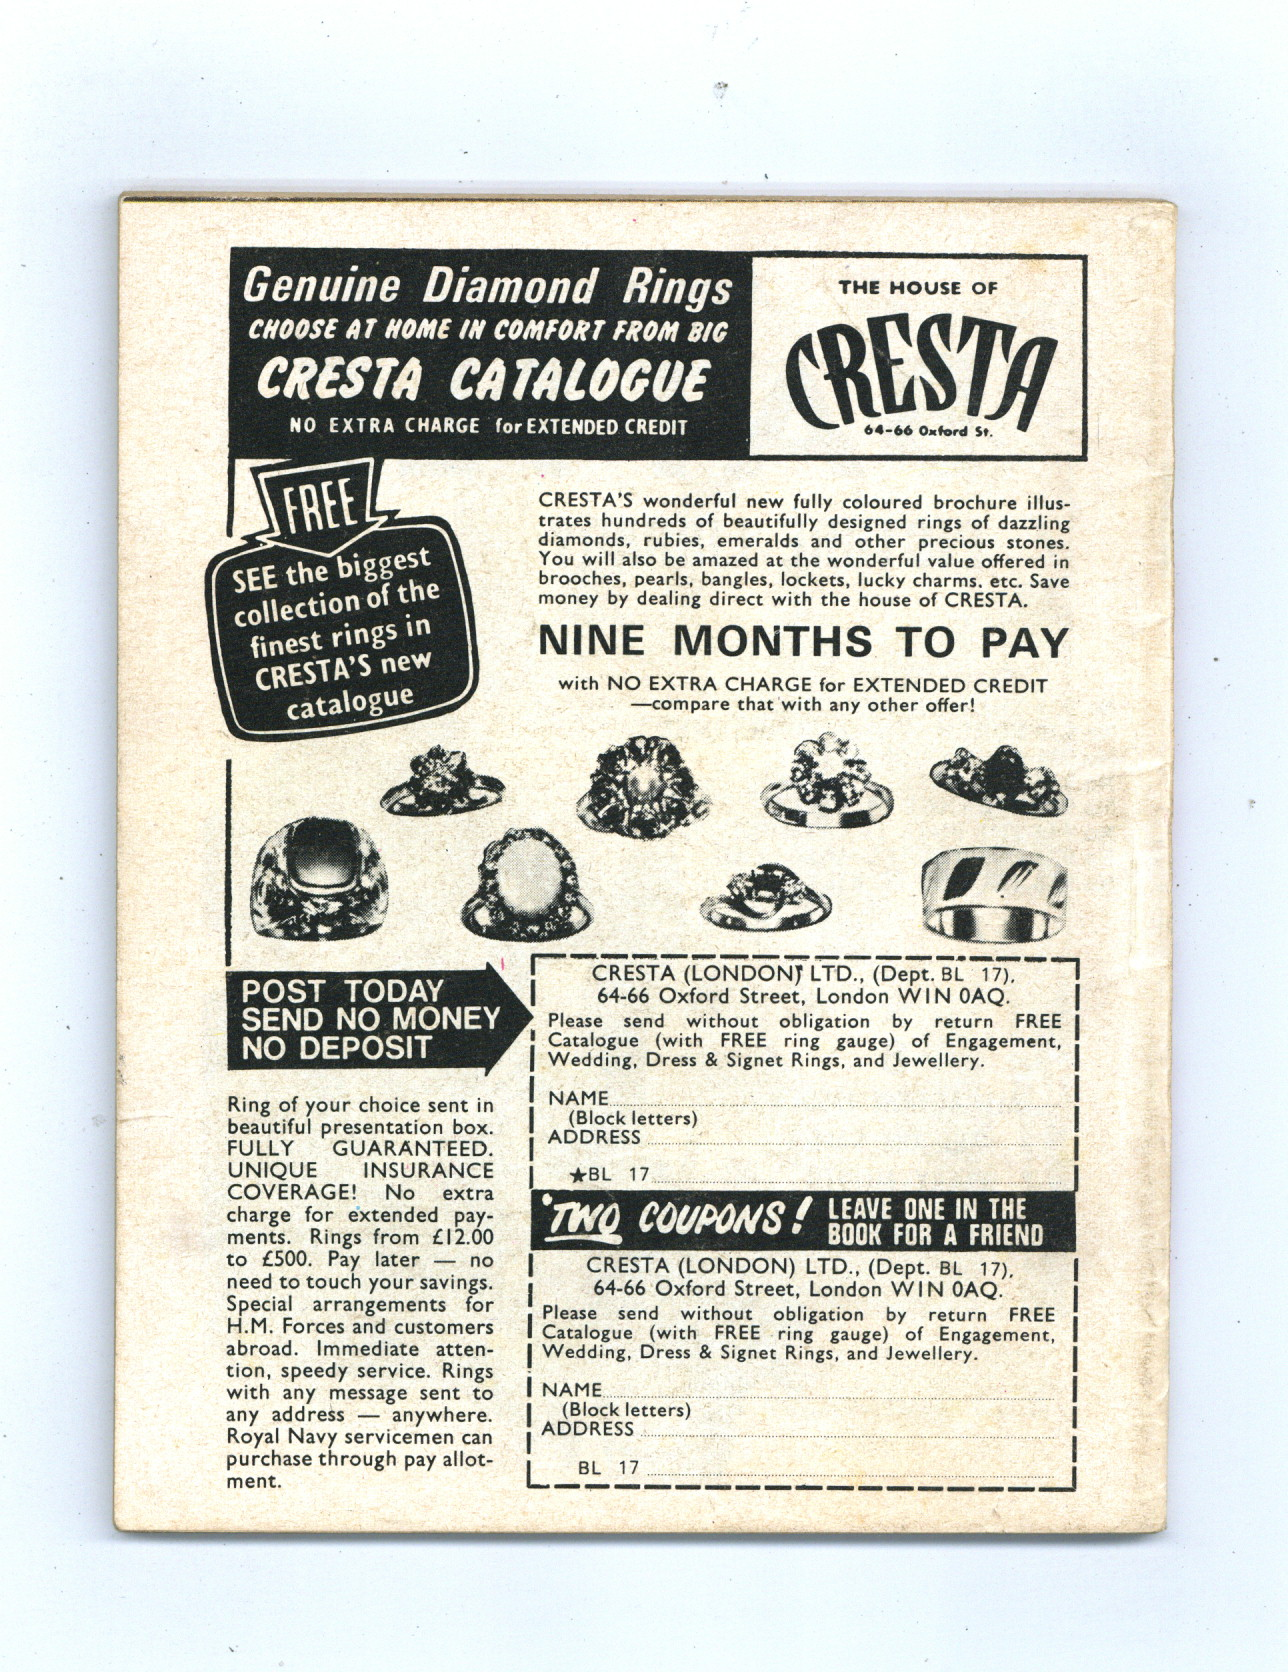 Genuine Diamond Rings
CHOOSE AT HOME IN COMFORT FROM BIG
CRESTA CATALOGUE
NO EXTRA CHARGE for EXTENDED CREDIT
THE HOUSE OF
CRESTA
64-66 Oxford St.
FREE
SEE the biggest
collection of the
finest rings in
CRESTA'S new
catalogue
CRESTA'S wonderful new fully coloured brochure illus-
trates hundreds of beautifully designed rings of dazzling
diamonds, rubies, emeralds and other precious stones.
You will also be amazed at the wonderful value offered in
brooches, pearls, bangles, lockets, lucky charms. etc. Save
money by dealing direct with the house of CRESTA.
NINE MONTHS TO PAY
with NO EXTRA CHARGE for EXTENDED CREDIT
—compare that with any other offer!
POST TODAY
SEND NO MONEY
NO DEPOSIT
Ring of your choice sent in
beautiful presentation box.
FULLY GUARANTEED.
UNIQUE INSURANCE
COVERAGE! No extra
charge for extended pay-
ments. Rings from £12.00
to £500. Pay later — no
need to touch your savings.
Special arrangements for
H.M. Forces and customers
abroad. Immediate atten-
tion, speedy service. Rings
with any message sent to
any address — anywhere.
Royal Navy servicemen can
purchase through pay allot-
ment.
CRESTA (LONDON) LTD., (Dept. BL 17),
64-66 Oxford Street, London WIN 0AQ.
Please send without obligation by return FREE
Catalogue (with FREE ring gauge) of Engagement,
Wedding, Dress & Signet Rings, and Jewellery.
NAME
(Block letters)
ADDRESS
★BL 17
TWO COUPONS! LEAVE ONE IN THE
BOOK FOR A FRIEND
CRESTA (LONDON) LTD., (Dept. BL 17),
64-66 Oxford Street, London WIN 0AQ.
Please send without obligation by return FREE
Catalogue (with FREE ring gauge) of Engagement,
Wedding, Dress & Signet Rings, and Jewellery.
NAME
(Block letters)
ADDRESS
BL 17